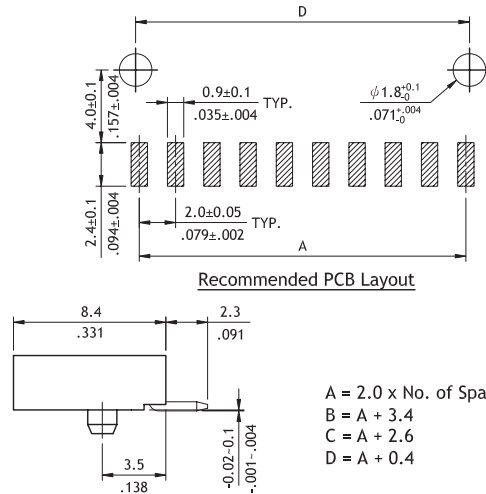 D
4.0±0.1
.157±.004
0.9±0.1
.035±.004
TYP.
ϕ1.8+0.1 -0
.071+.004 -0
2.4±0.1
.094±.004
2.0±0.05
.079±.002
TYP.
A
Recommended PCB Layout
8.4
.331
2.3
.091
3.5
.138
-0.02~0.1
-.001~.004
A = 2.0 x No. of Spa
B = A + 3.4
C = A + 2.6
D = A + 0.4